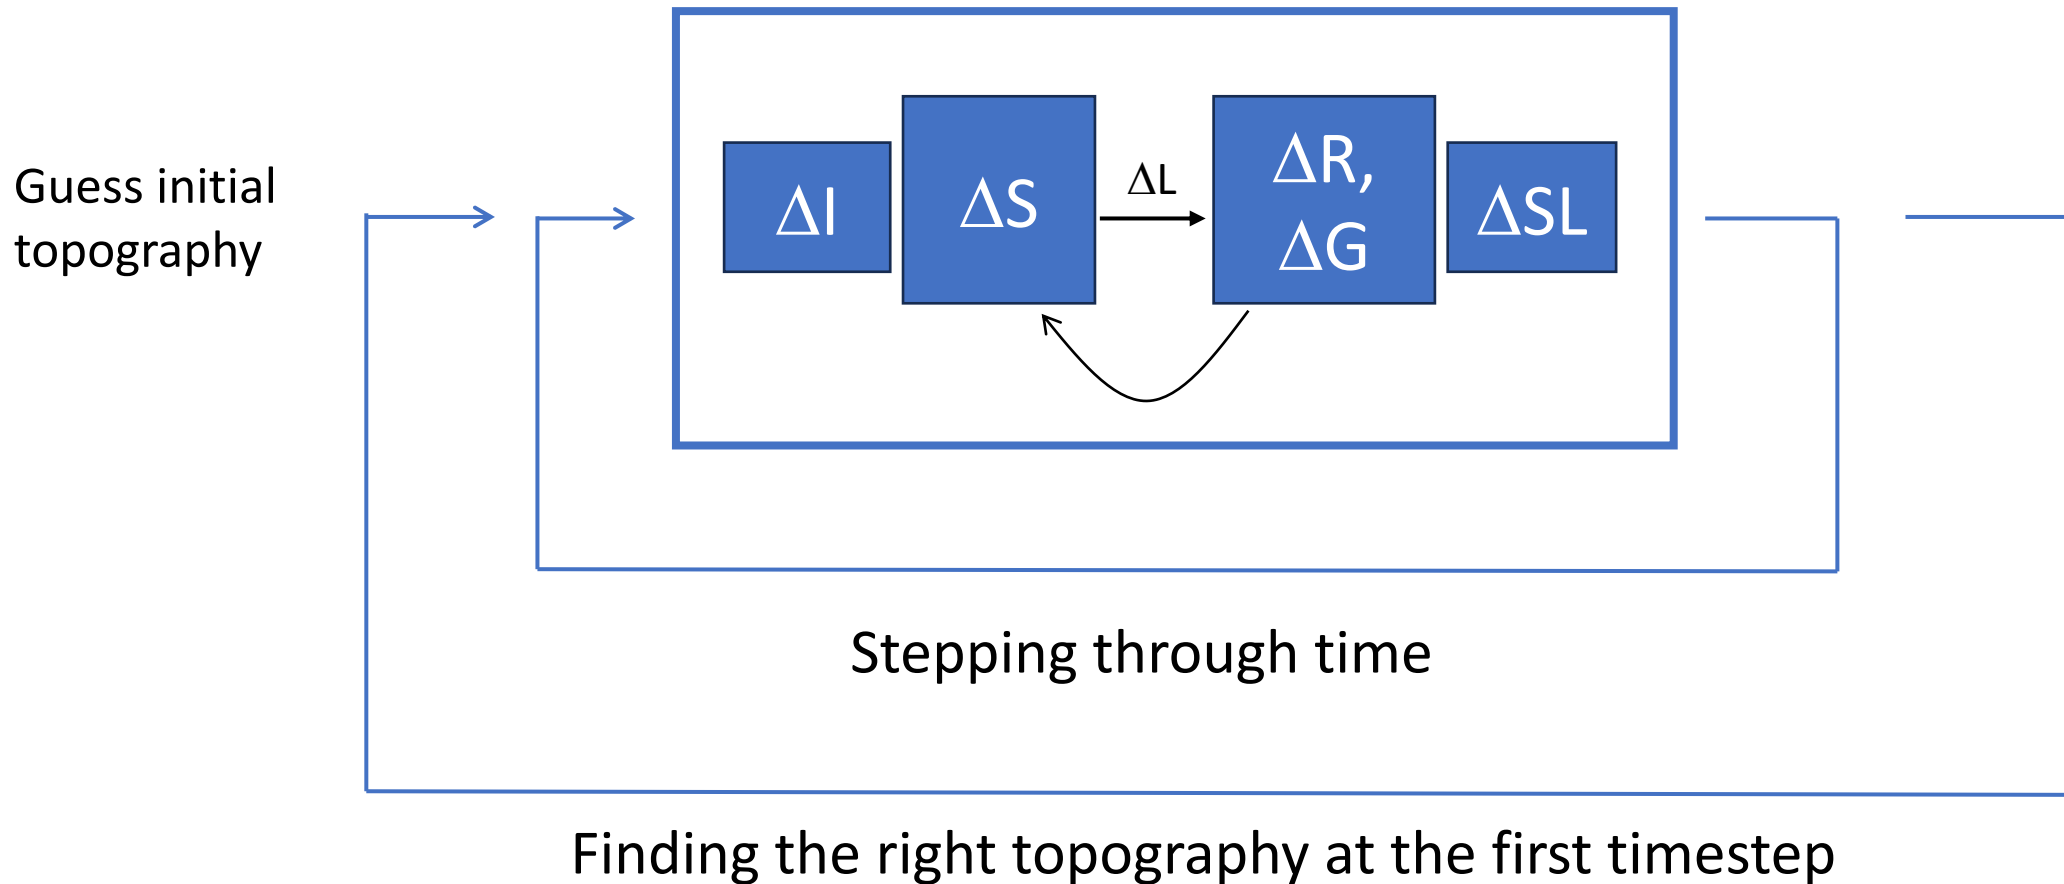 Guess initial
topography
ΔI
ΔS
ΔL
ΔR,
ΔG
ΔSL
Stepping through time
Finding the right topography at the first timestep